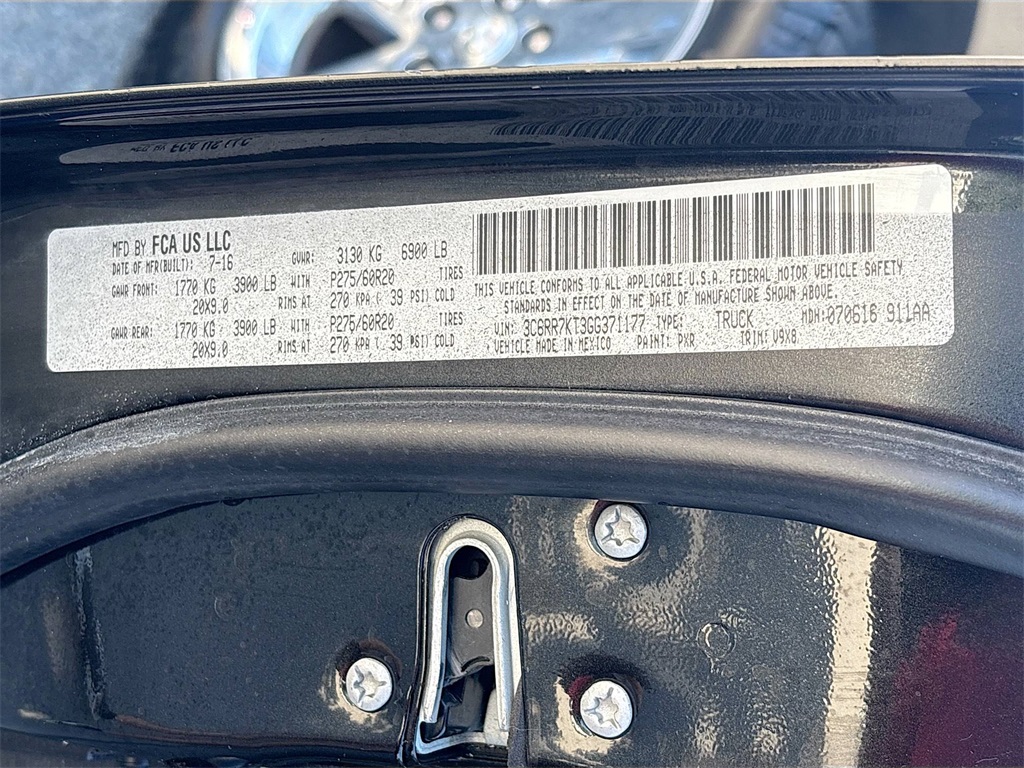 MFD BY FCA US LLC
DATE OF MFR(BUILT): 7-16 GVWR: 3130 KG 6900 LB
GAWR FRONT: 1770 KG 3900 LB WITH P275/60R20 TIRES
20X9.0 RIMS AT 270 KPA ( 39 PSI) COLD
GAWR REAR: 1770 KG 3900 LB WITH P275/60R20 TIRES
20X9.0 RIMS AT 270 KPA ( 39 PSI) COLD
THIS VEHICLE CONFORMS TO ALL APPLICABLE U.S.A. FEDERAL MOTOR VEHICLE SAFETY
STANDARDS IN EFFECT ON THE DATE OF MANUFACTURE SHOWN ABOVE.
VIN: 3C6RR7KT3GG371177 TYPE: TRUCK MDH: 070616 911AA
VEHICLE MADE IN MEXICO PAINT: PXR TRIM: V9X8